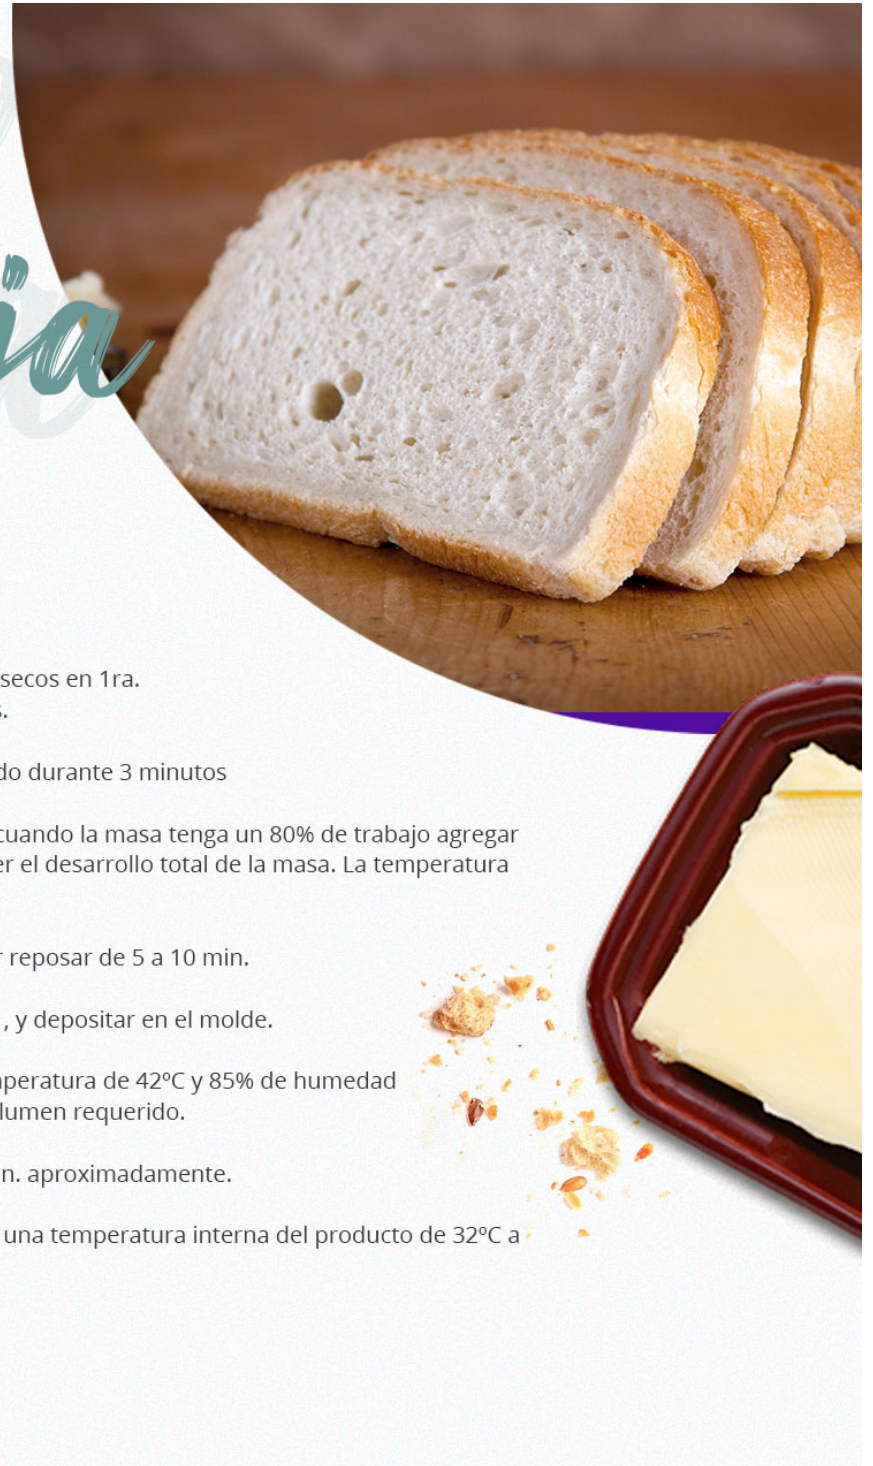 ja
secos en 1ra.
s.
do durante 3 minutos
cuando la masa tenga un 80% de trabajo agregar
er el desarrollo total de la masa. La temperatura
r reposar de 5 a 10 min.
, y depositar en el molde.
peratura de 42ºC y 85% de humedad
lumen requerido.
n. aproximadamente.
una temperatura interna del producto de 32ºC a